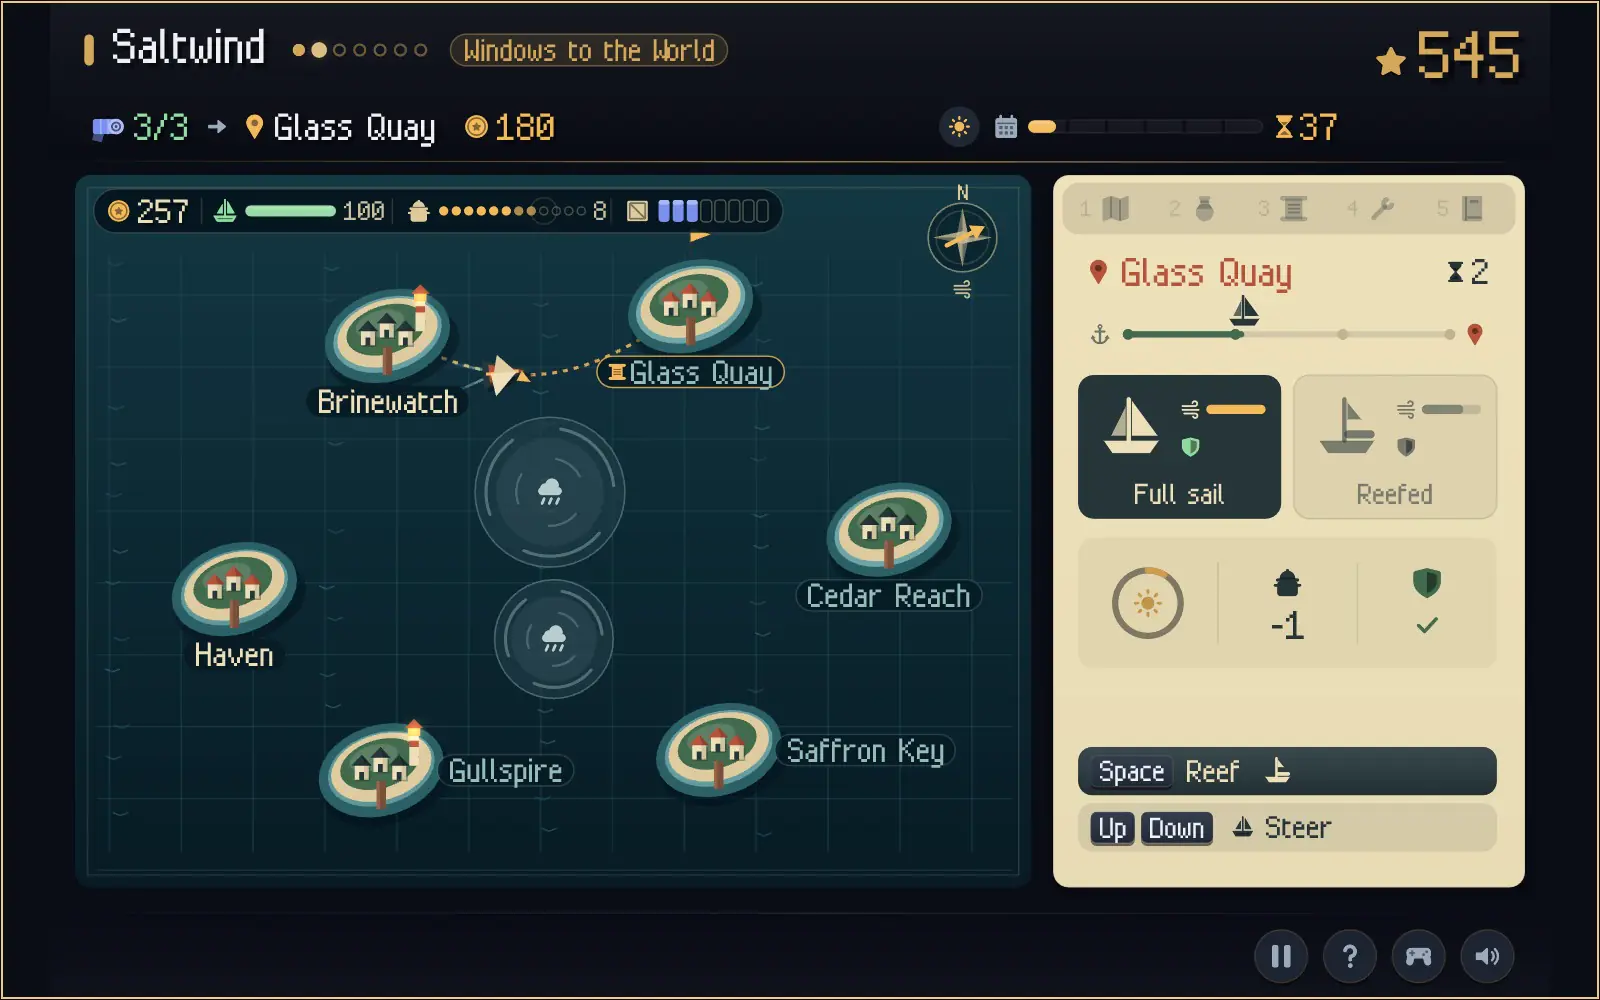 Saltwind
Windows to the World
545
3/3
Glass Quay
180
37
257
100
8
N
1
2
3
4
5
Glass Quay
2
Brinewatch
Glass Quay
Full sail
Reefed
Cedar Reach
-1
Haven
Gullspire
Saffron Key
Space Reef
Up Down Steer
?